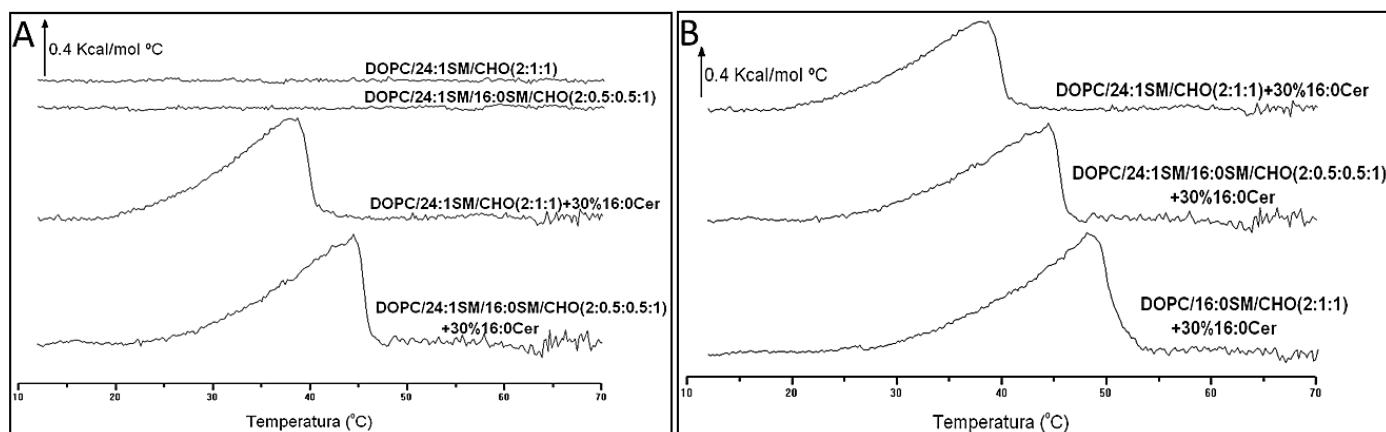 A
0.4 Kcal/mol ºC
DOPC/24:1SM/CHO(2:1:1)
DOPC/24:1SM/16:0SM/CHO(2:0.5:0.5:1)
DOPC/24:1SM/CHO(2:1:1)+30%16:0Cer
DOPC/24:1SM/16:0SM/CHO(2:0.5:0.5:1)
+30%16:0Cer
10 20 30 40 50 60 70
Temperatura (ºC)
B
0.4 Kcal/mol ºC
DOPC/24:1SM/CHO(2:1:1)+30%16:0Cer
DOPC/24:1SM/16:0SM/CHO(2:0.5:0.5:1)
+30%16:0Cer
DOPC/16:0SM/CHO(2:1:1)
+30%16:0Cer
10 20 30 40 50 60 70
Temperatura (ºC)